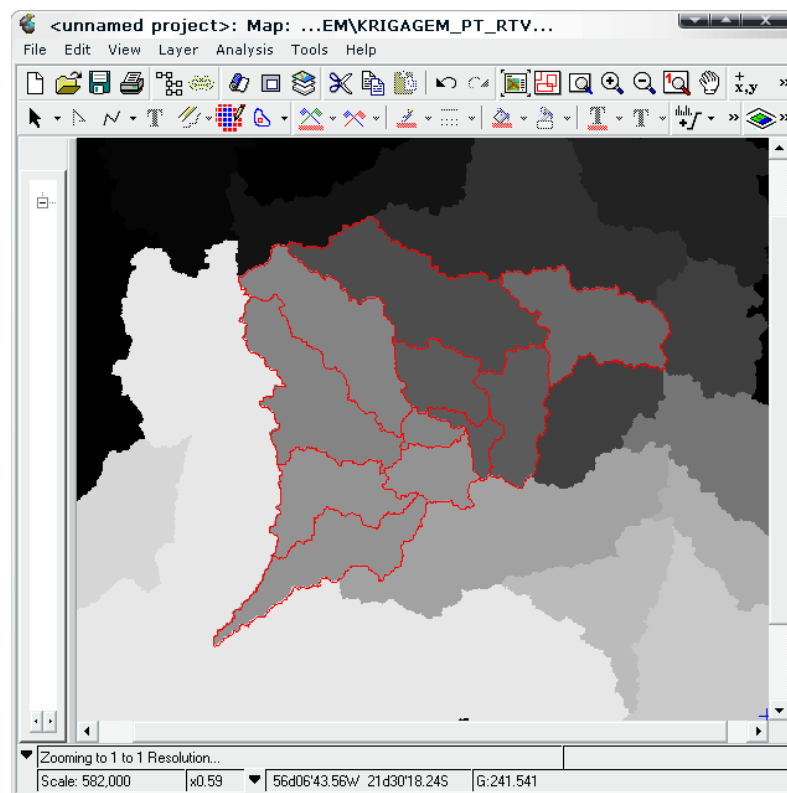 <unnamed project>: Map: ...EM\KRIGAGEM_PT_RTV...
File Edit View Layer Analysis Tools Help
+
x,y »
T T T » »
Zooming to 1 to 1 Resolution...
Scale: 582,000 x0.59 56d06'43.56W 21d30'18.24S G:241.541